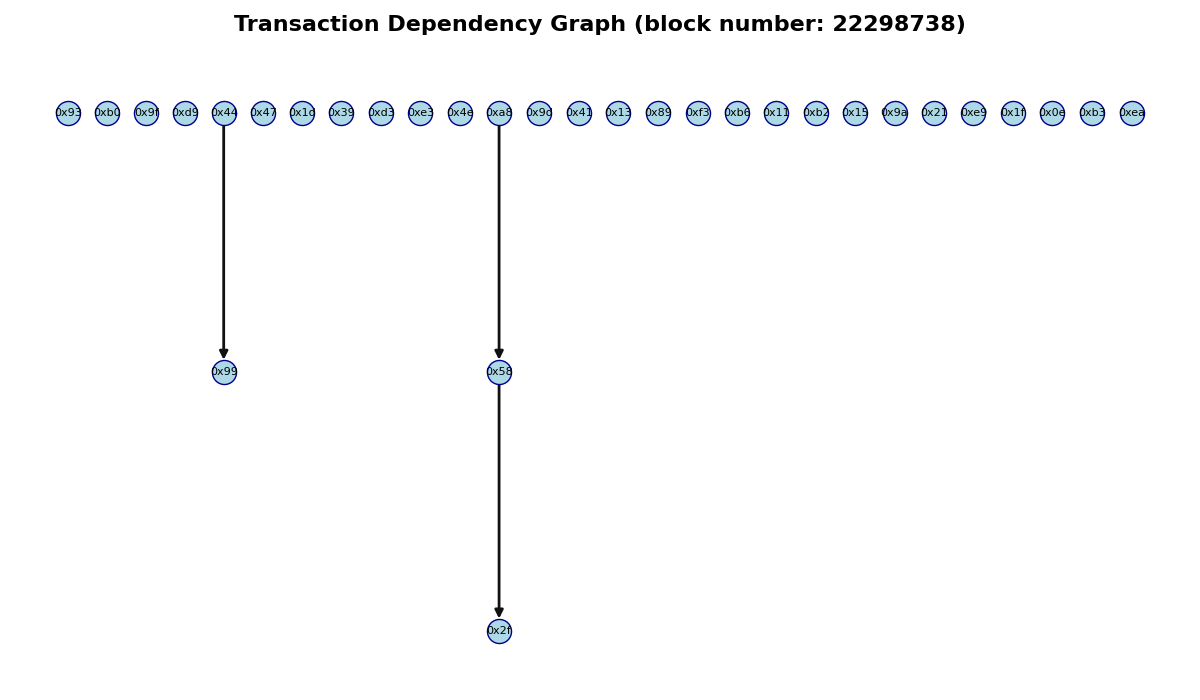 Transaction Dependency Graph (block number: 22298738)
0x93 0xb0 0x9f 0xd9 0x44 0x47 0x1d 0x39 0xd3 0xe3 0x4e 0xa8 0x9d 0x41 0x13 0x89 0xf3 0xb6 0x11 0xb2 0x15 0x9a 0x21 0xe9 0x1f 0x0e 0xb3 0xea
0x99 0x58
0x2f